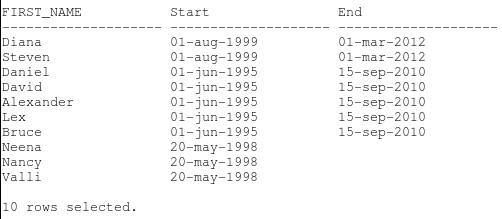 FIRST_NAME           Start                End
-------------------- -------------------- --------------------
Diana                01-aug-1999          01-mar-2012
Steven               01-aug-1999          01-mar-2012
Daniel               01-jun-1995          15-sep-2010
David                01-jun-1995          15-sep-2010
Alexander            01-jun-1995          15-sep-2010
Lex                  01-jun-1995          15-sep-2010
Bruce                01-jun-1995          15-sep-2010
Neena                20-may-1998
Nancy                20-may-1998
Valli                20-may-1998

10 rows selected.